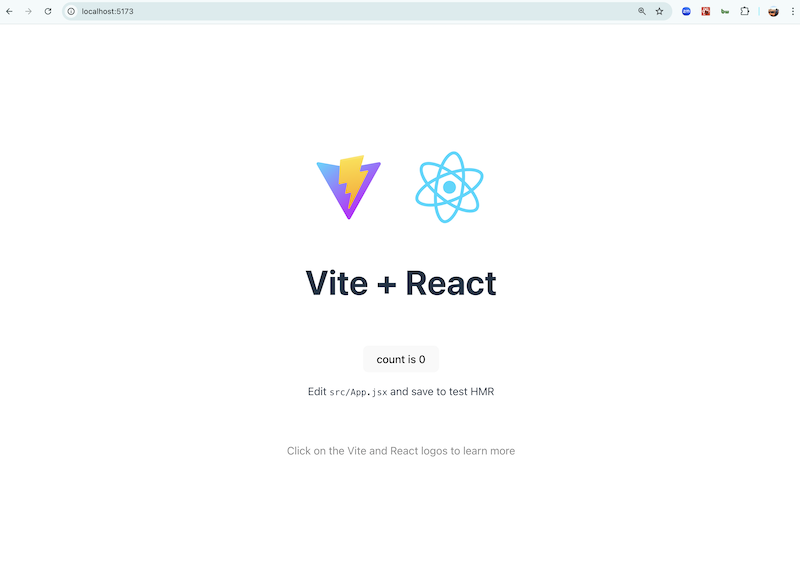 localhost:5173
Vite + React
count is 0
Edit src/App.jsx and save to test HMR
Click on the Vite and React logos to learn more